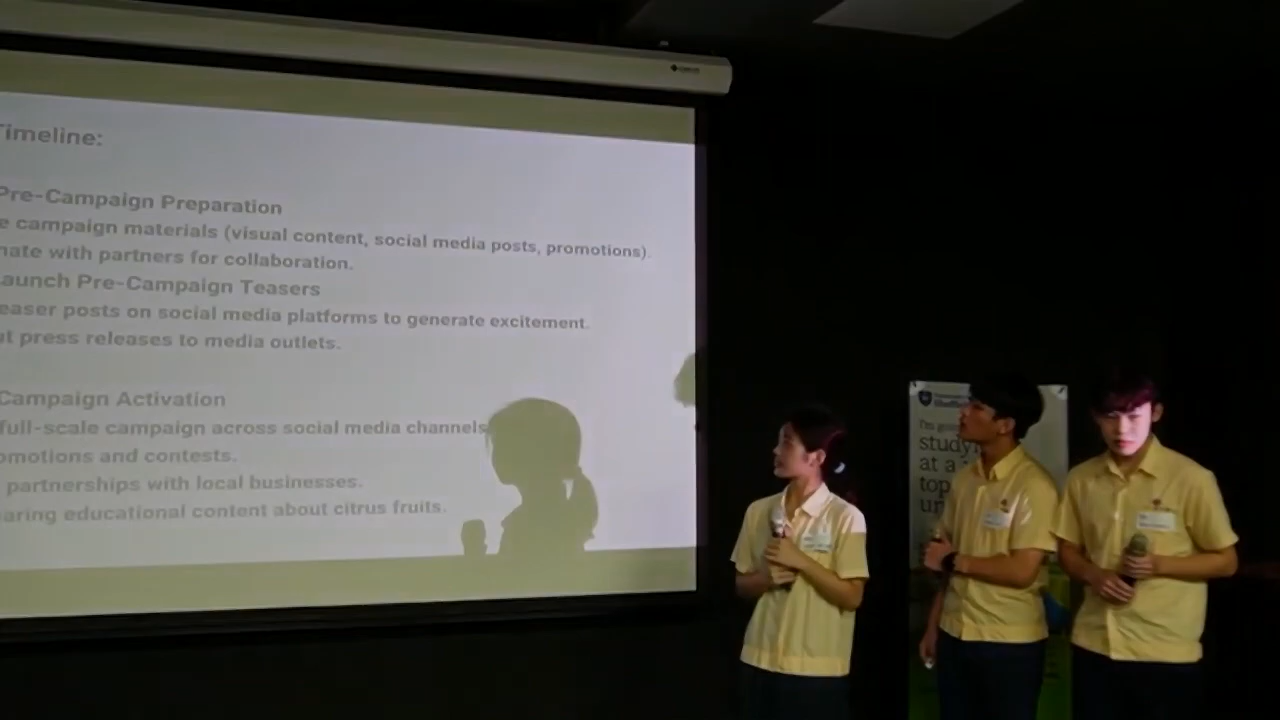 Timeline:
Pre-Campaign Preparation
e campaign materials (visual content, social media posts, promotions).
nate with partners for collaboration.
aunch Pre-Campaign Teasers
easer posts on social media platforms to generate excitement.
ut press releases to media outlets.
Campaign Activation
full-scale campaign across social media channels
omotions and contests.
partnerships with local businesses.
aring educational content about citrus fruits.
I'm
study
at a
top
un